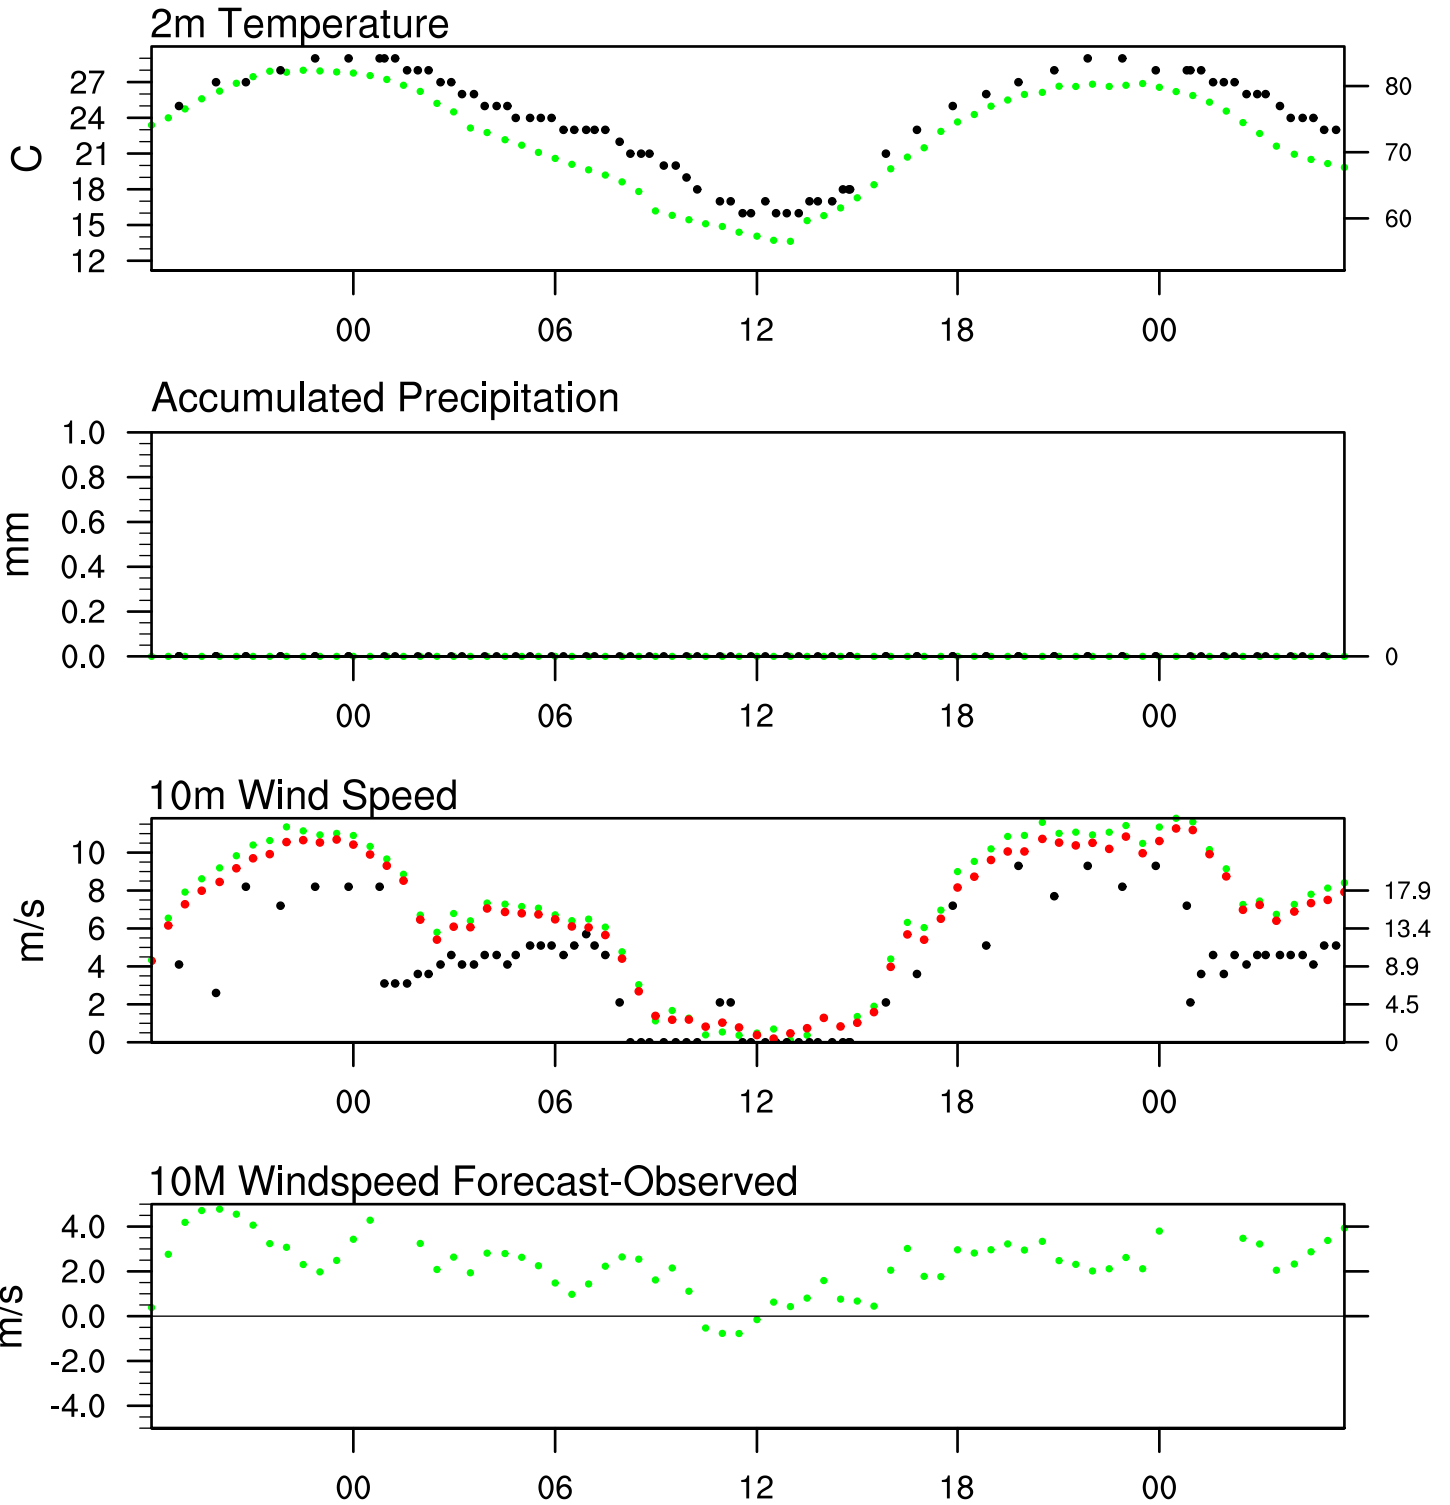 2m Temperature
C
27
24
21
18
15
12
80
70
60
00 06 12 18 00
Accumulated Precipitation
mm
1.0
0.8
0.6
0.4
0.2
0.0
0
00 06 12 18 00
10m Wind Speed
m/s
10
8
6
4
2
0
17.9
13.4
8.9
4.5
0
00 06 12 18 00
10M Windspeed Forecast-Observed
m/s
4.0
2.0
0.0
-2.0
-4.0
00 06 12 18 00